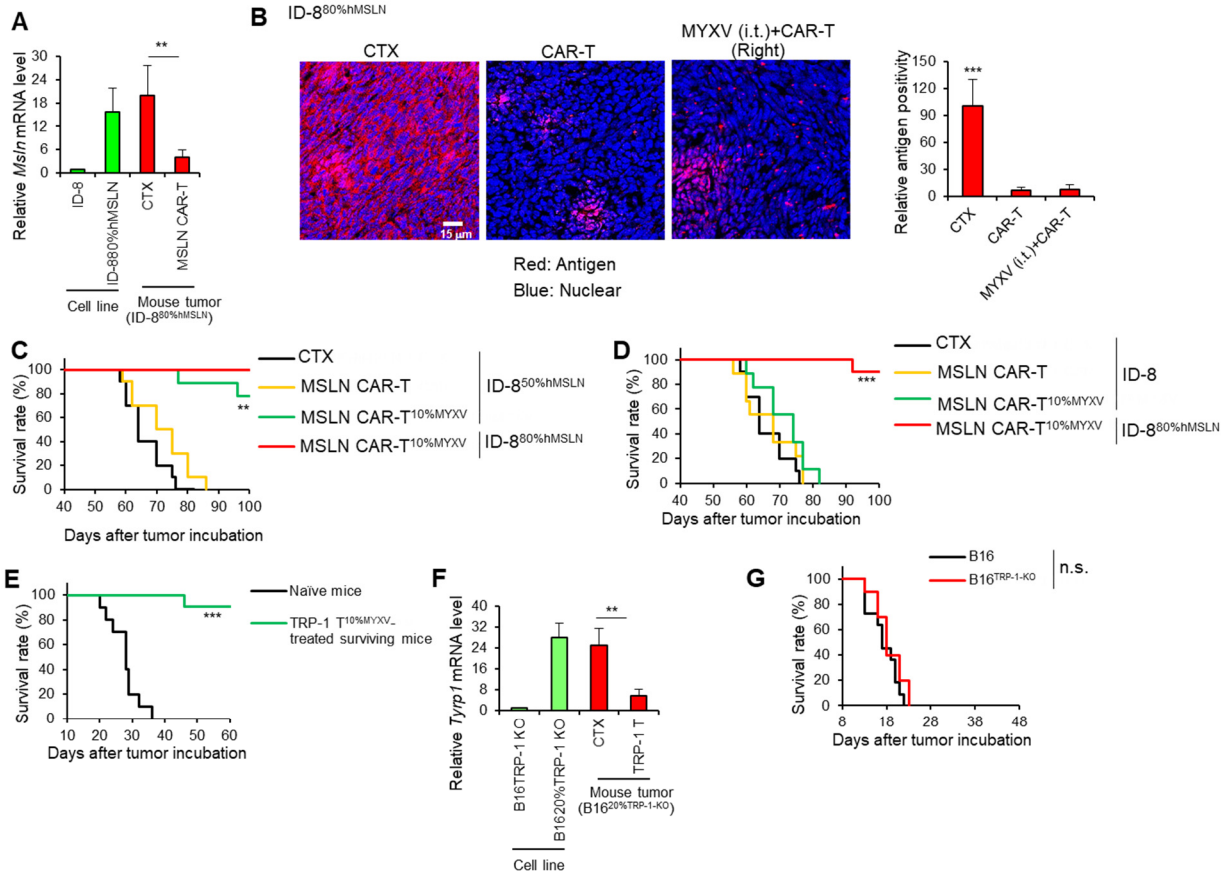 A
Relative Msln mRNA level
30
24
18
12
6
0
**
ID-8
ID-880%hMSLN
CTX
MSLN CAR-T
Cell line
Mouse tumor
(ID-880%hMSLN)
B
ID-880%hMSLN
CTX
CAR-T
MYXV (i.t.)+CAR-T
(Right)
15 μm
Red: Antigen
Blue: Nuclear
Relative antigen positivity
150
120
90
60
30
0
***
CTX
CAR-T
MYXV (i.t.)+CAR-T
C
Survival rate (%)
100
80
60
40
20
0
40 50 60 70 80 90 100
Days after tumor incubation
**
CTX
MSLN CAR-T
MSLN CAR-T10%MYXV
MSLN CAR-T10%MYXV
ID-850%hMSLN
ID-880%hMSLN
D
Survival rate (%)
100
80
60
40
20
0
40 50 60 70 80 90 100
Days after tumor incubation
***
CTX
MSLN CAR-T
MSLN CAR-T10%MYXV
MSLN CAR-T10%MYXV
ID-8
ID-880%hMSLN
E
Survival rate (%)
100
80
60
40
20
0
10 20 30 40 50 60
Days after tumor incubation
***
Naïve mice
TRP-1 T10%MYXV-
treated surviving mice
F
Relative Tyrp1 mRNA level
40
32
24
16
8
0
**
B16TRP-1 KO
B1620%TRP-1 KO
CTX
TRP-1 T
Cell line
Mouse tumor
(B1620%TRP-1-KO)
G
Survival rate (%)
100
80
60
40
20
0
8 18 28 38 48
Days after tumor incubation
B16
B16TRP-1-KO
n.s.